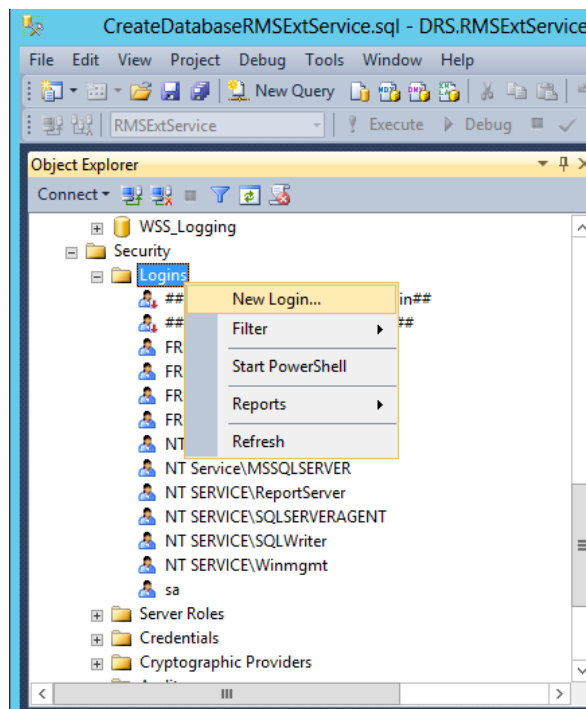 CreateDatabaseRMSExtService.sql - DRS.RMSExtService
File Edit View Project Debug Tools Window Help
New Query
RMSExtService Execute Debug
Object Explorer
Connect
WSS_Logging
Security
Logins
## in##
## ##
FR
FR
FR
FR
NT
New Login...
Filter
Start PowerShell
Reports
Refresh
NT Service\MSSQLSERVER
NT SERVICE\ReportServer
NT SERVICE\SQLSERVERAGENT
NT SERVICE\SQLWriter
NT SERVICE\Winmgmt
sa
Server Roles
Credentials
Cryptographic Providers